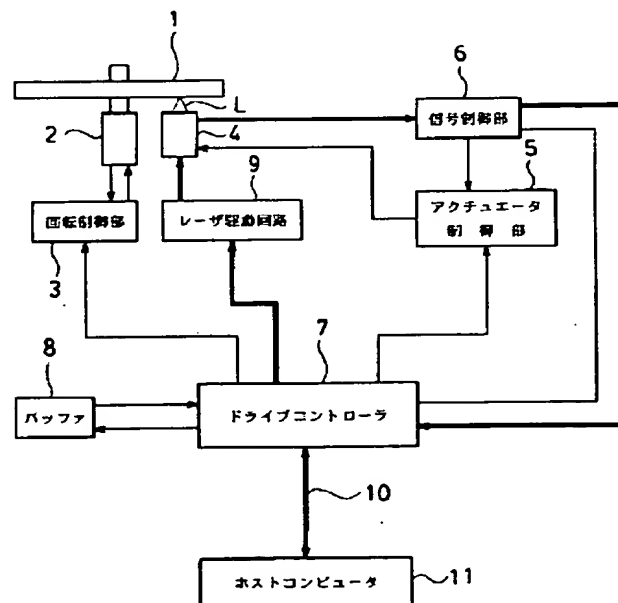 1
L
2
4
6
信号制御部
5
9
回転制御部
レーザ駆動回路
アクチュエータ
制御部
3
7
8
バッファ
ドライブコントローラ
10
ホストコンピュータ
11